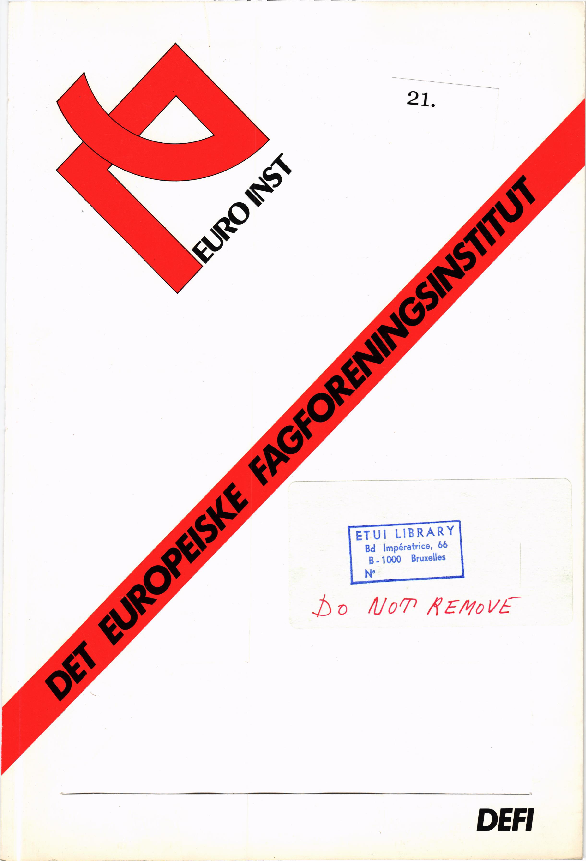 21.
EURO INST
DET EUROPEISKE FAGFORENINGSINSTITUT
ETUI LIBRARY
Bd Impératrice, 66
B-1000 Bruxelles
N°
DO NOT REMOVE
DEFI